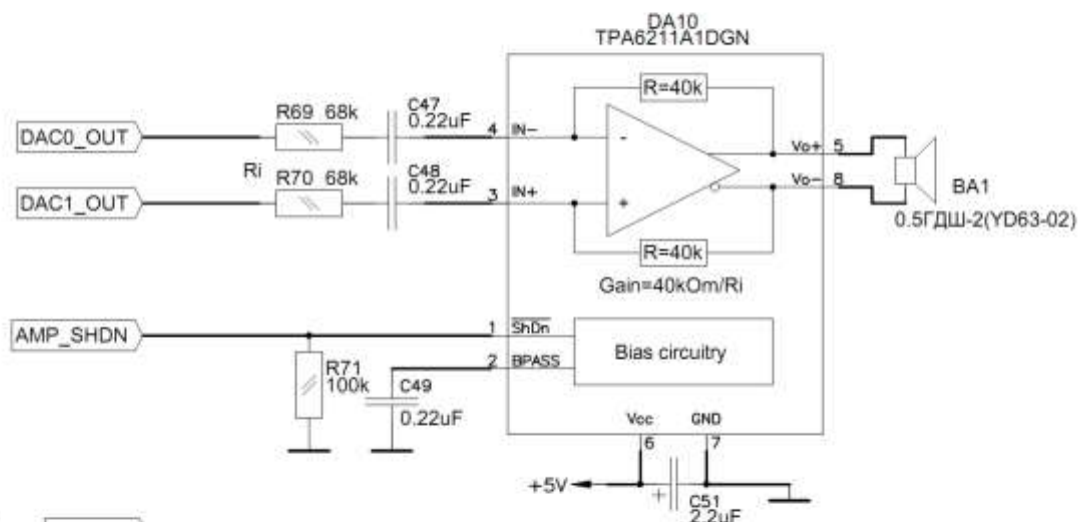 DA10
TPA6211A1DGN
R=40k
C47
R69 68k
0.22uF
DAC0_OUT
4 IN-
-
Vo+ 5
Ri
C48
R70 68k
0.22uF
DAC1_OUT
3 IN+
+
Vo- 8
BA1
0.5ГДШ-2(YD63-02)
R=40k
Gain=40kOm/Ri
AMP_SHDN
1 ShDn
Bias circuitry
2 BPASS
R71
100k
C49
0.22uF
Vcc GND
6 7
+5V
+
C51
2.2uF